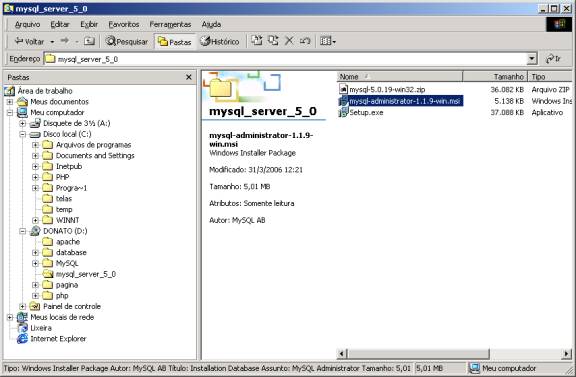 mysql_server_5_0
Arquivo Editar Exibir Favoritos Ferramentas Ajuda
Voltar Pesquisar Pastas Histórico
Endereço mysql_server_5_0 Ir
Pastas
Área de trabalho
Meus documentos
Meu computador
Disquete de 3½ (A:)
Disco local (C:)
Arquivos de programas
Documents and Settings
Inetpub
PHP
Progra~1
telas
temp
WINNT
DONATO (D:)
apache
database
MySQL
mysql_server_5_0
pagina
php
Painel de controle
Meus locais de rede
Lixeira
Internet Explorer
mysql_server_5_0
mysql-administrator-1.1.9-
win.msi
Windows Installer Package
Modificado: 31/3/2006 12:21
Tamanho: 5,01 MB
Atributos: Somente leitura
Autor: MySQL AB
Nome Tamanho Tipo
mysql-5.0.19-win32.zip 36.082 KB Arquivo ZIP
mysql-administrator-1.1.9-win.msi 5.138 KB Windows Ins
Setup.exe 37.088 KB Aplicativo
Tipo: Windows Installer Package Autor: MySQL AB Título: Installation Database Assunto: MySQL Administrator Tamanho: 5,01 5,01 MB Meu computador